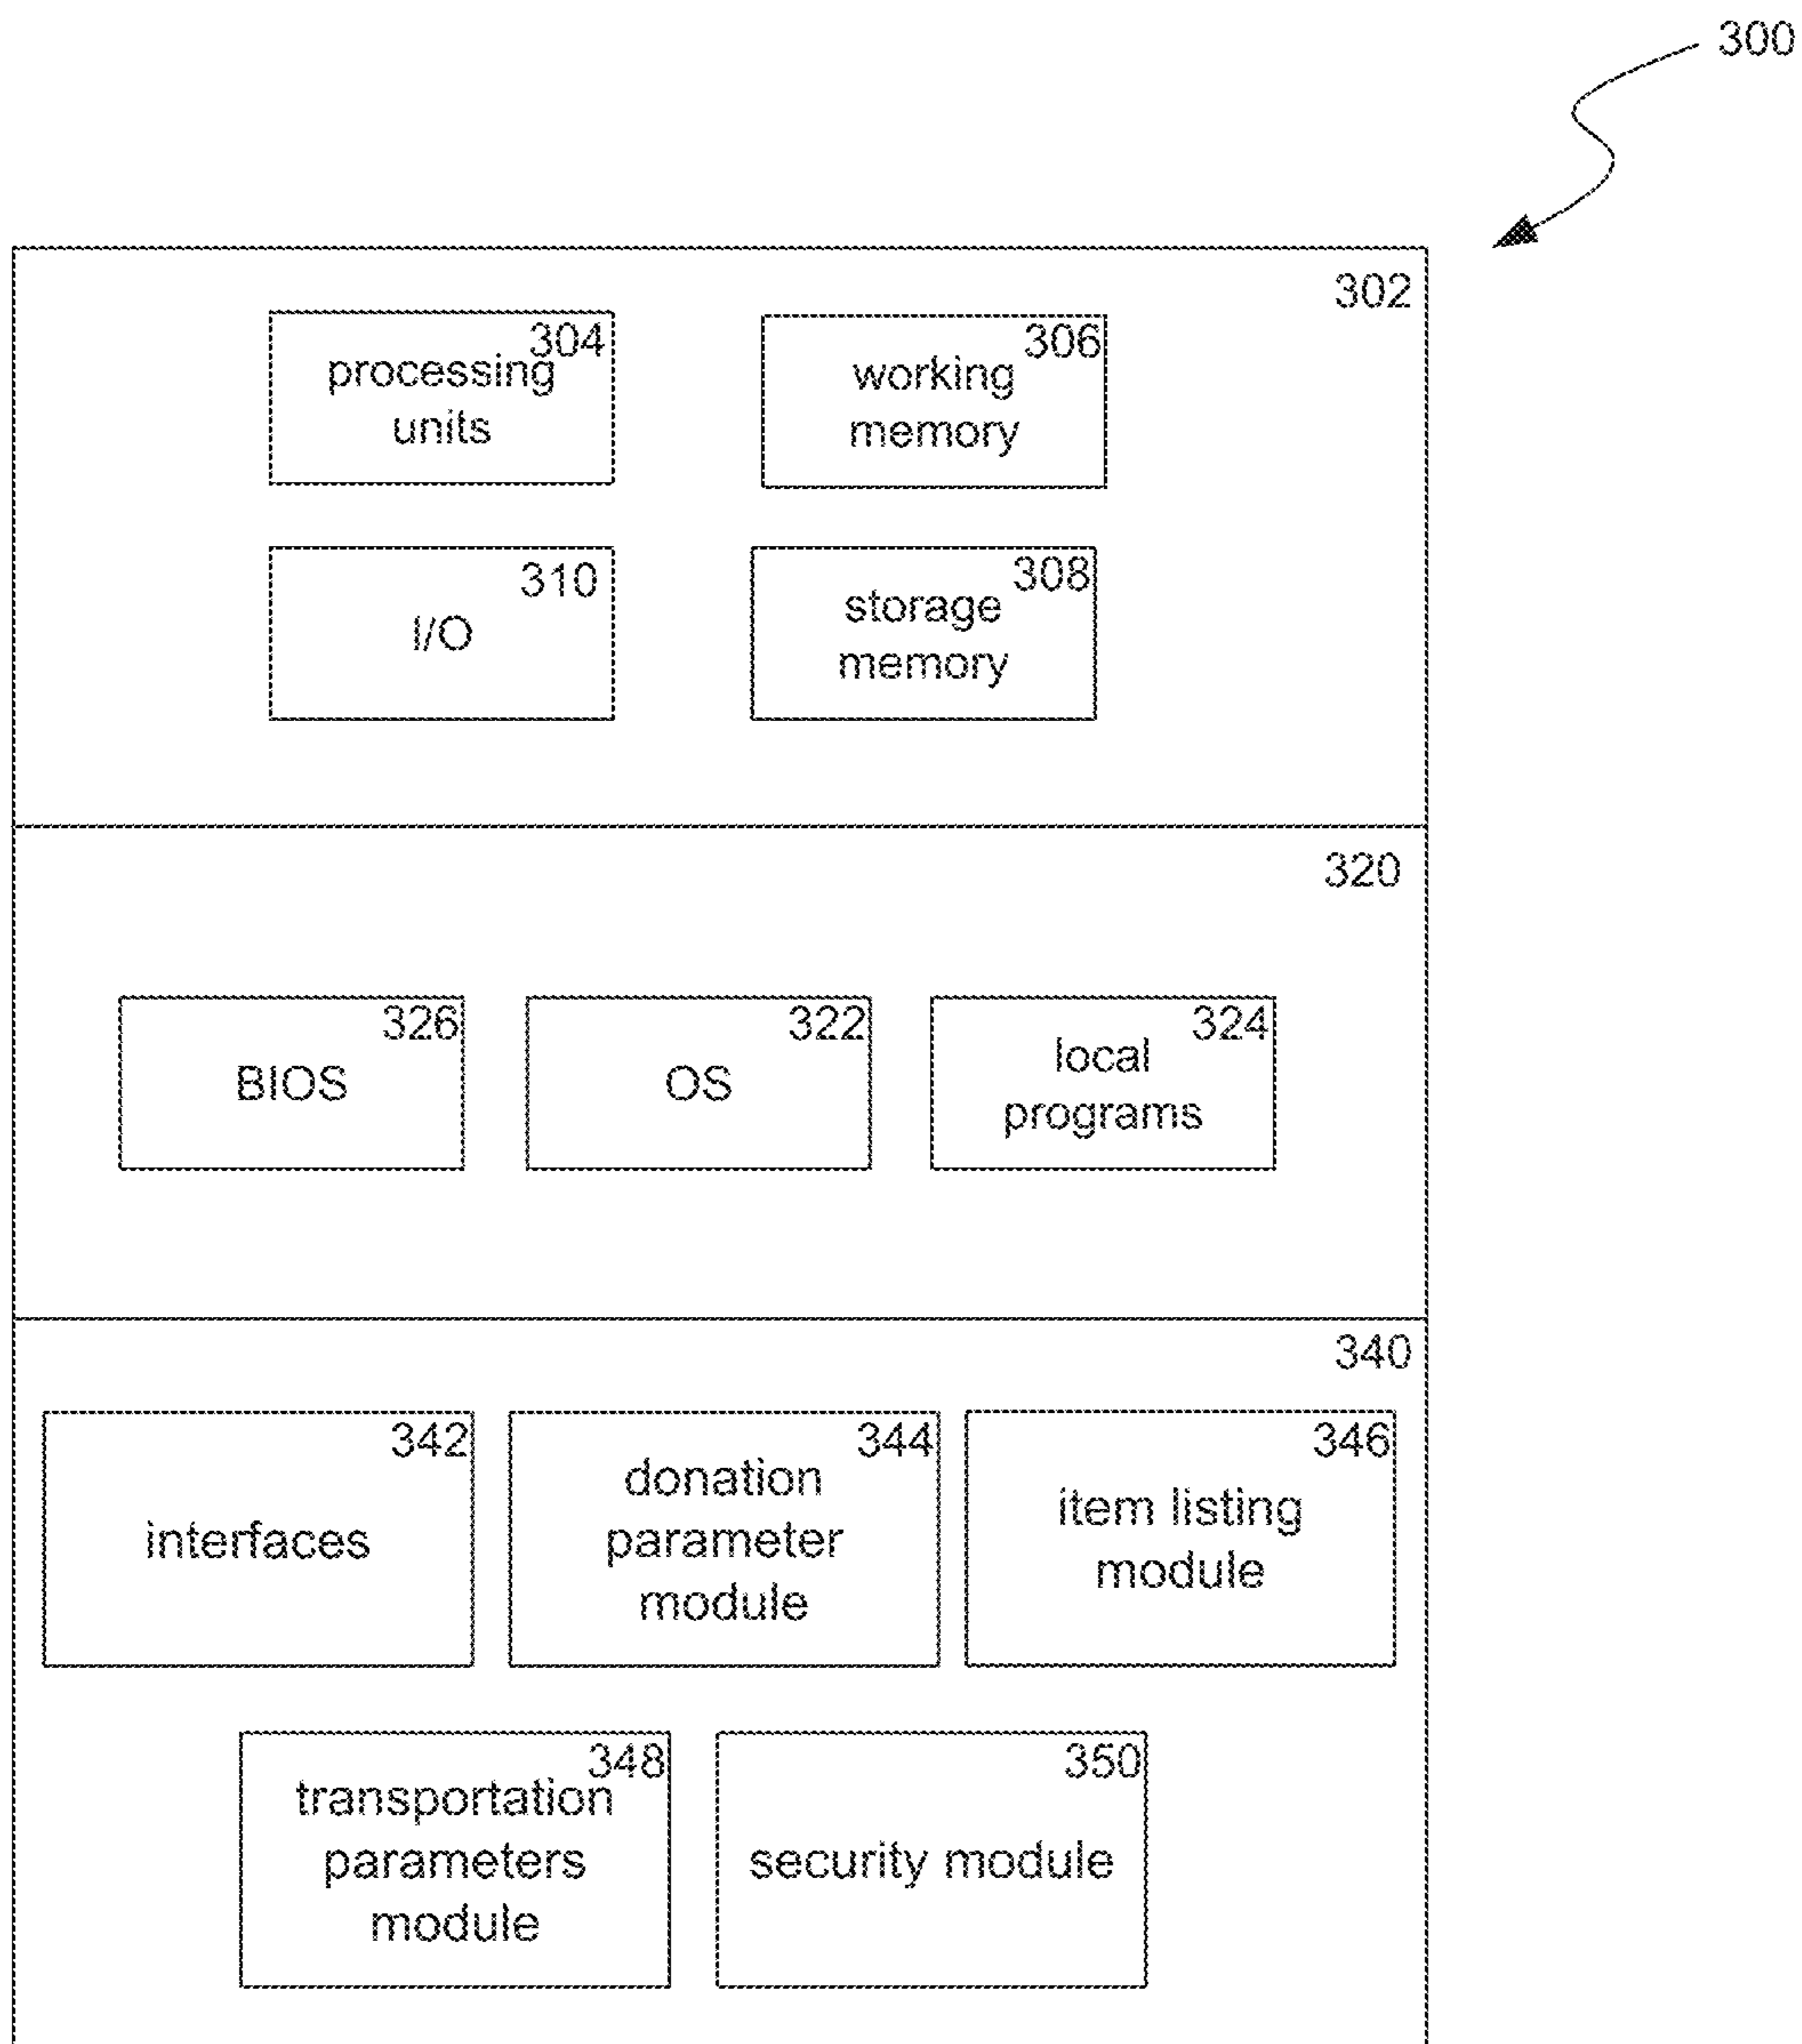 300
302
304
processing
units
306
working
memory
310
I/O
308
storage
memory
320
326
BIOS
322
OS
324
local
programs
340
342
interfaces
344
donation
parameter
module
346
item listing
module
348
transportation
parameters
module
350
security module